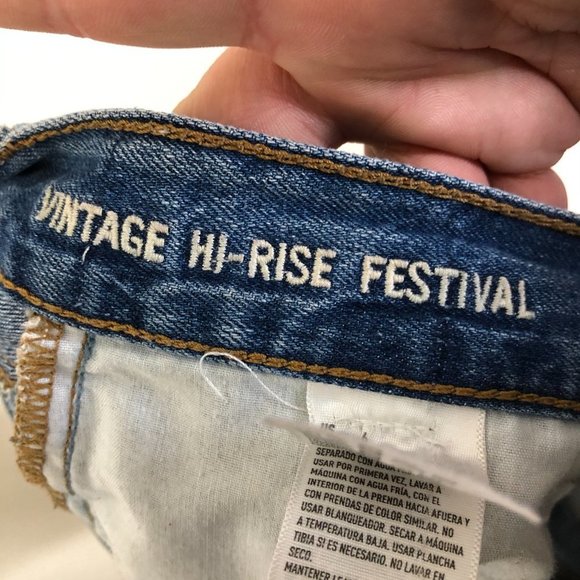 VINTAGE HI-RISE FESTIVAL
SEPARADO CON AGUA
USAR POR PRIMERA VEZ, LAVAR A
MÁQUINA CON AGUA FRÍA, CON EL
INTERIOR DE LA PRENDA HACIA AFUERA Y
CON PRENDAS DE COLOR SIMILAR. NO
USAR BLANQUEADOR. SECAR A MÁQUINA
A TEMPERATURA BAJA. USAR PLANCHA
TIBIA SI ES NECESARIO. NO LAVAR EN
SECO.
MANTENER